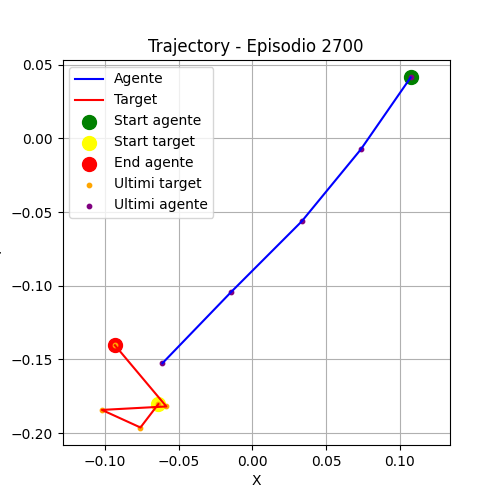 Trajectory - Episodio 2700
Agente
Target
Start agente
Start target
End agente
Ultimi target
Ultimi agente
0.05
0.00
−0.05
−0.10
−0.15
−0.20
−0.10
−0.05
0.00
0.05
0.10
X